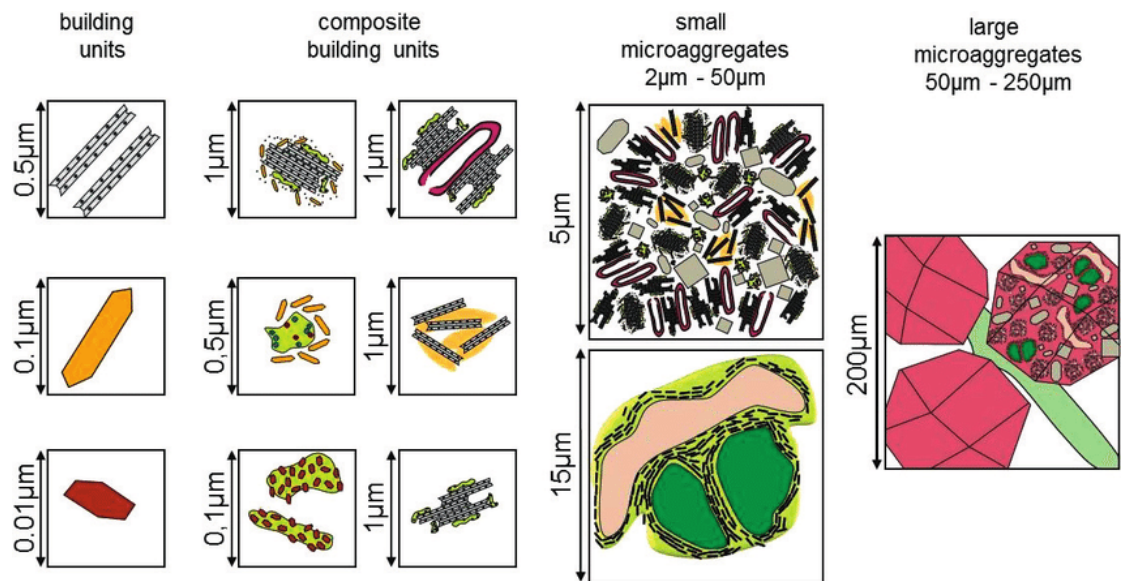 building
units
composite
building units
small
microaggregates
2µm - 50µm
large
microaggregates
50µm - 250µm
0.5µm
1µm
1µm
5µm
200µm
0.1µm
0,5µm
1µm
15µm
0.01µm
0,1µm
1µm